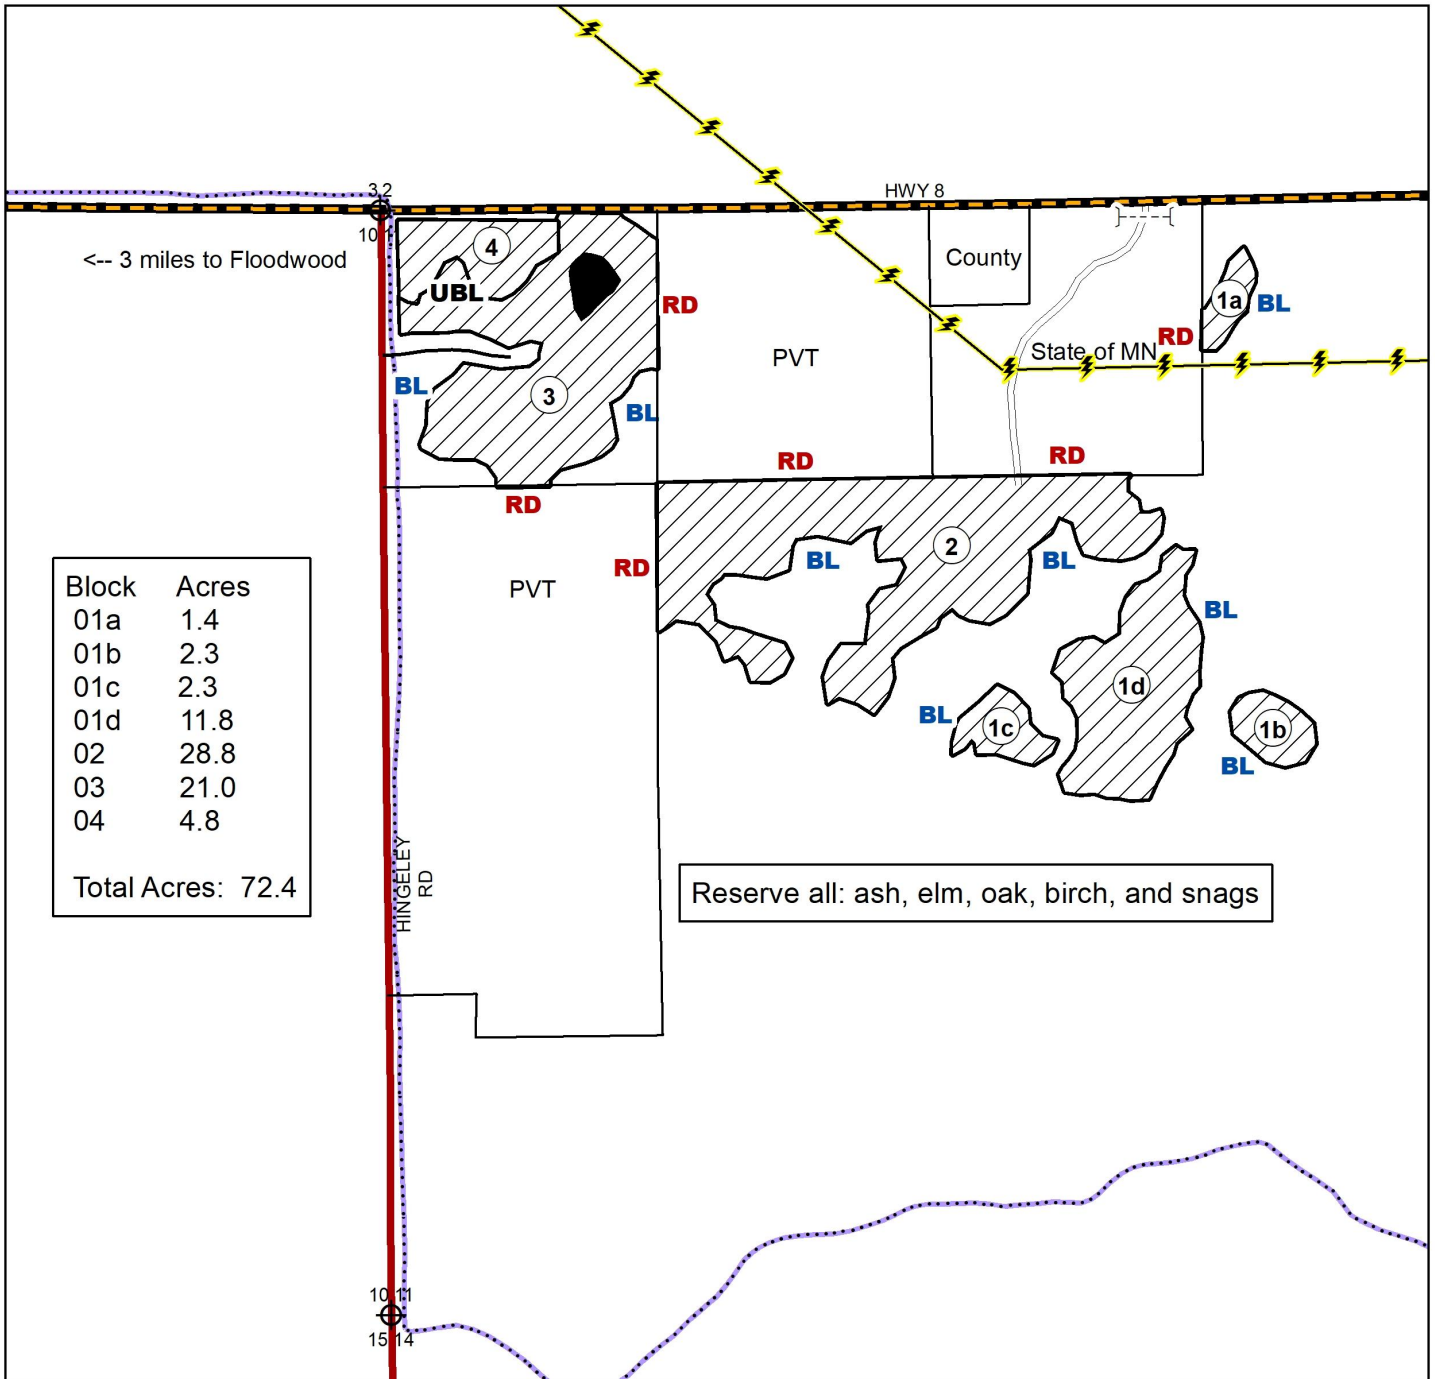 HWY 8
3 2
10 1
<-- 3 miles to Floodwood
4
UBL
County
1a
BL
RD
RD
State of MN
PVT
BL
3
BL
RD
RD
RD
2
BL
BL
RD
PVT
BL
1d
BL
1c
1b
BL
Block Acres
01a 1.4
01b 2.3
01c 2.3
01d 11.8
02 28.8
03 21.0
04 4.8
Total Acres: 72.4
HINGELEY
RD
Reserve all: ash, elm, oak, birch, and snags
10 11
15 14